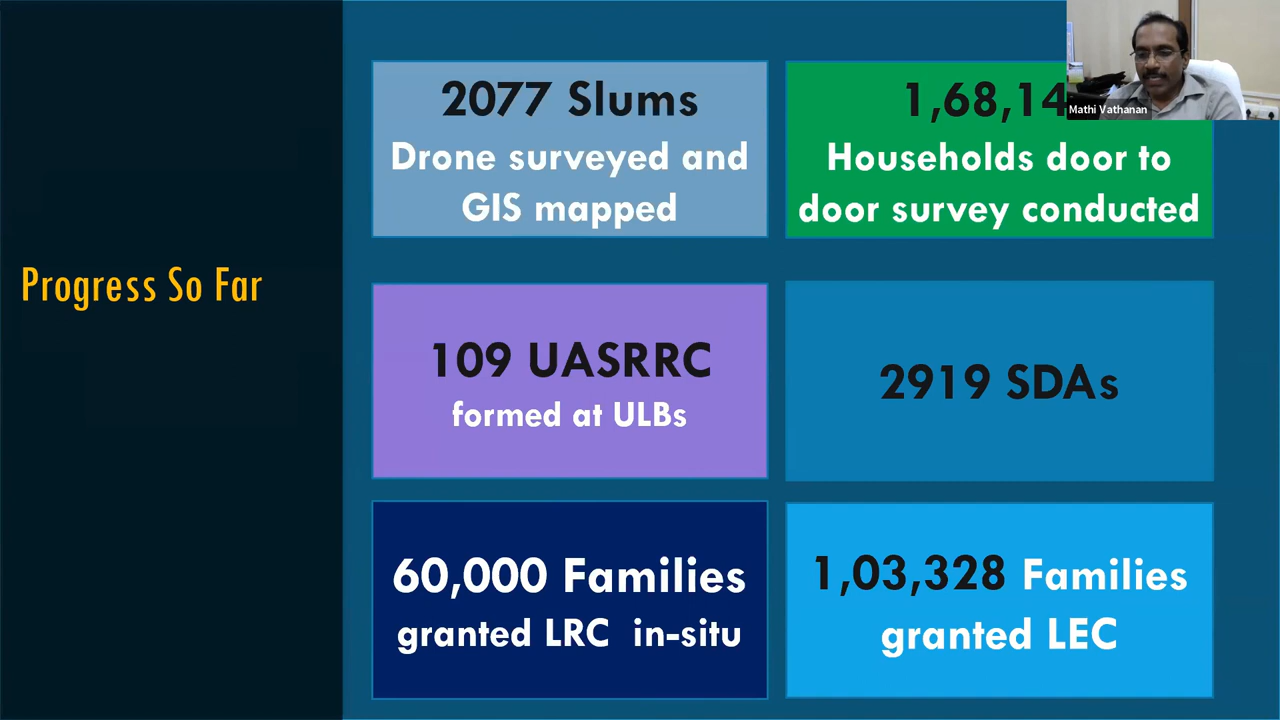 Progress So Far
2077 Slums
Drone surveyed and
GIS mapped
1,68,14
Households door to
door survey conducted
Mathi Vathanan
109 UASRRC
formed at ULBs
2919 SDAs
60,000 Families
granted LRC in-situ
1,03,328 Families
granted LEC